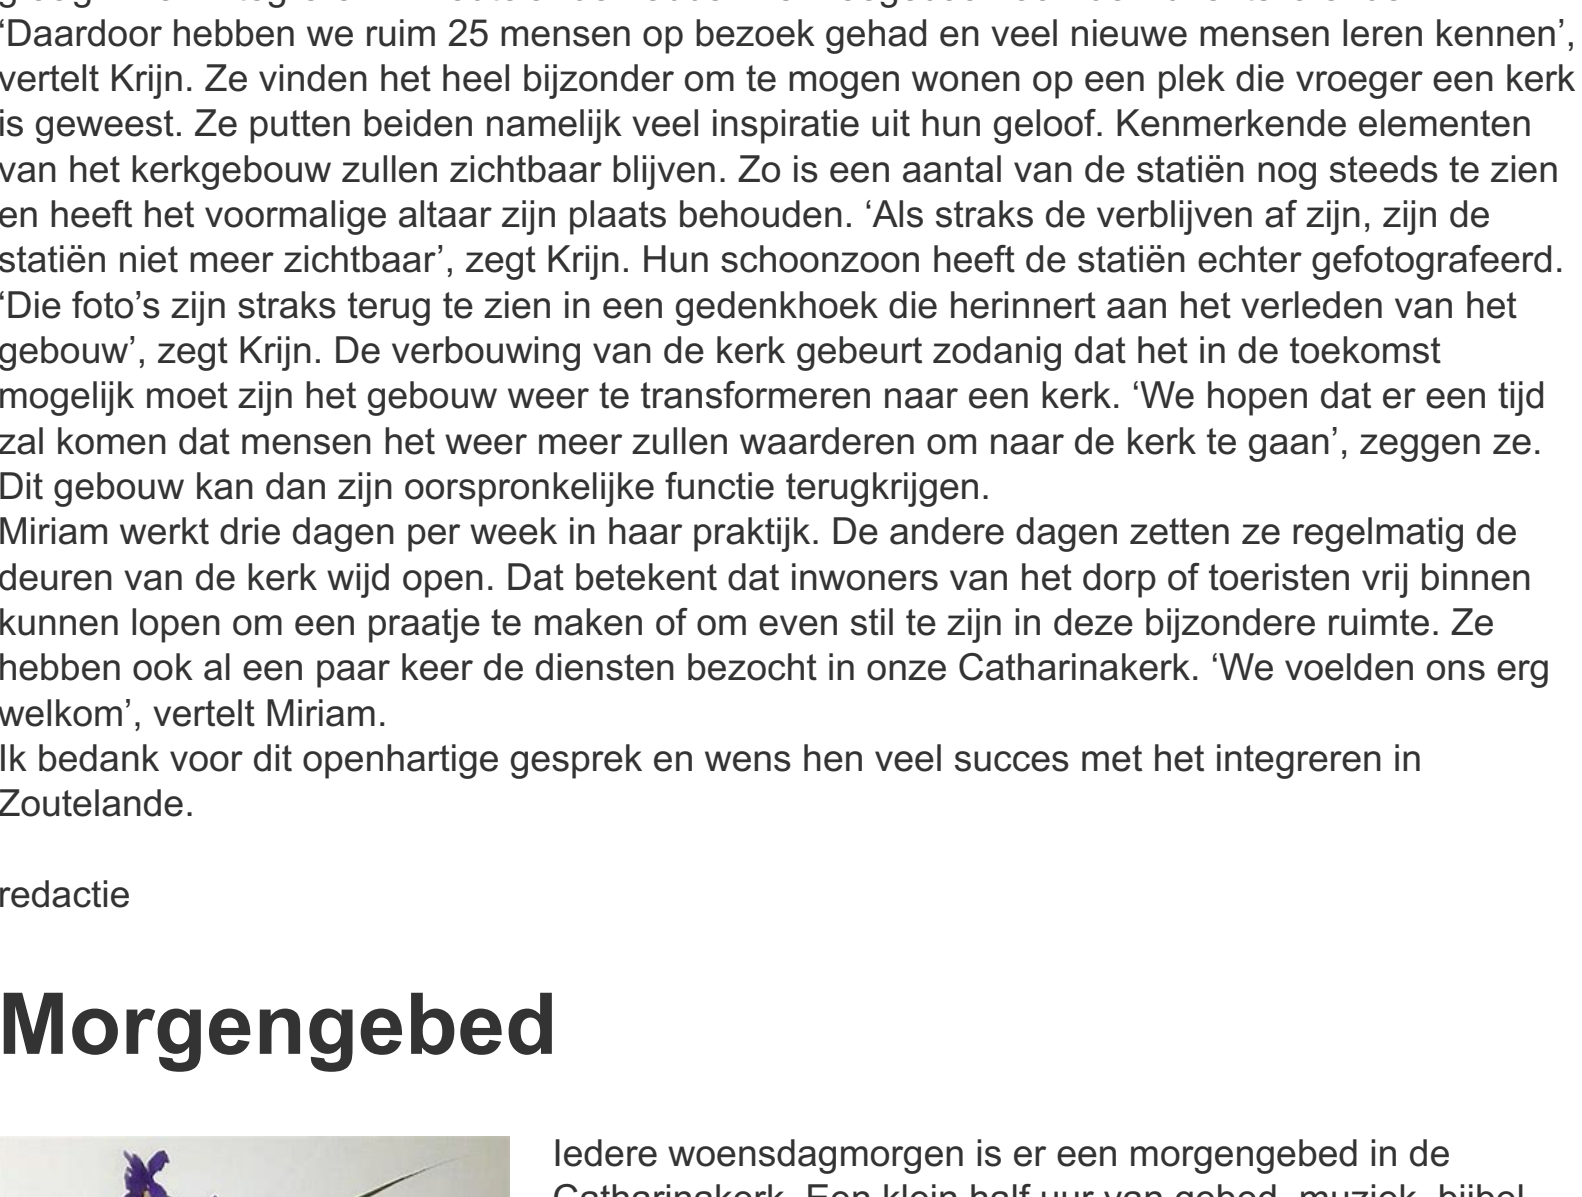 ‘Daardoor hebben we ruim 25 mensen op bezoek gehad en veel nieuwe mensen leren kennen’,
vertelt Krijn. Ze vinden het heel bijzonder om te mogen wonen op een plek die vroeger een kerk
is geweest. Ze putten beiden namelijk veel inspiratie uit hun geloof. Kenmerkende elementen
van het kerkgebouw zullen zichtbaar blijven. Zo is een aantal van de statiën nog steeds te zien
en heeft het voormalige altaar zijn plaats behouden. ‘Als straks de verblijven af zijn, zijn de
statiën niet meer zichtbaar’, zegt Krijn. Hun schoonzoon heeft de statiën echter gefotografeerd.
‘Die foto’s zijn straks terug te zien in een gedenkhoek die herinnert aan het verleden van het
gebouw’, zegt Krijn. De verbouwing van de kerk gebeurt zodanig dat het in de toekomst
mogelijk moet zijn het gebouw weer te transformeren naar een kerk. ‘We hopen dat er een tijd
zal komen dat mensen het weer meer zullen waarderen om naar de kerk te gaan’, zeggen ze.
Dit gebouw kan dan zijn oorspronkelijke functie terugkrijgen.
Miriam werkt drie dagen per week in haar praktijk. De andere dagen zetten ze regelmatig de
deuren van de kerk wijd open. Dat betekent dat inwoners van het dorp of toeristen vrij binnen
kunnen lopen om een praatje te maken of om even stil te zijn in deze bijzondere ruimte. Ze
hebben ook al een paar keer de diensten bezocht in onze Catharinakerk. ‘We voelden ons erg
welkom’, vertelt Miriam.
Ik bedank voor dit openhartige gesprek en wens hen veel succes met het integreren in
Zoutelande.
redactie
Morgengebed
Iedere woensdagmorgen is er een morgengebed in de
Catharinakerk. Een klein half uur van gebed, muziek, bijbel